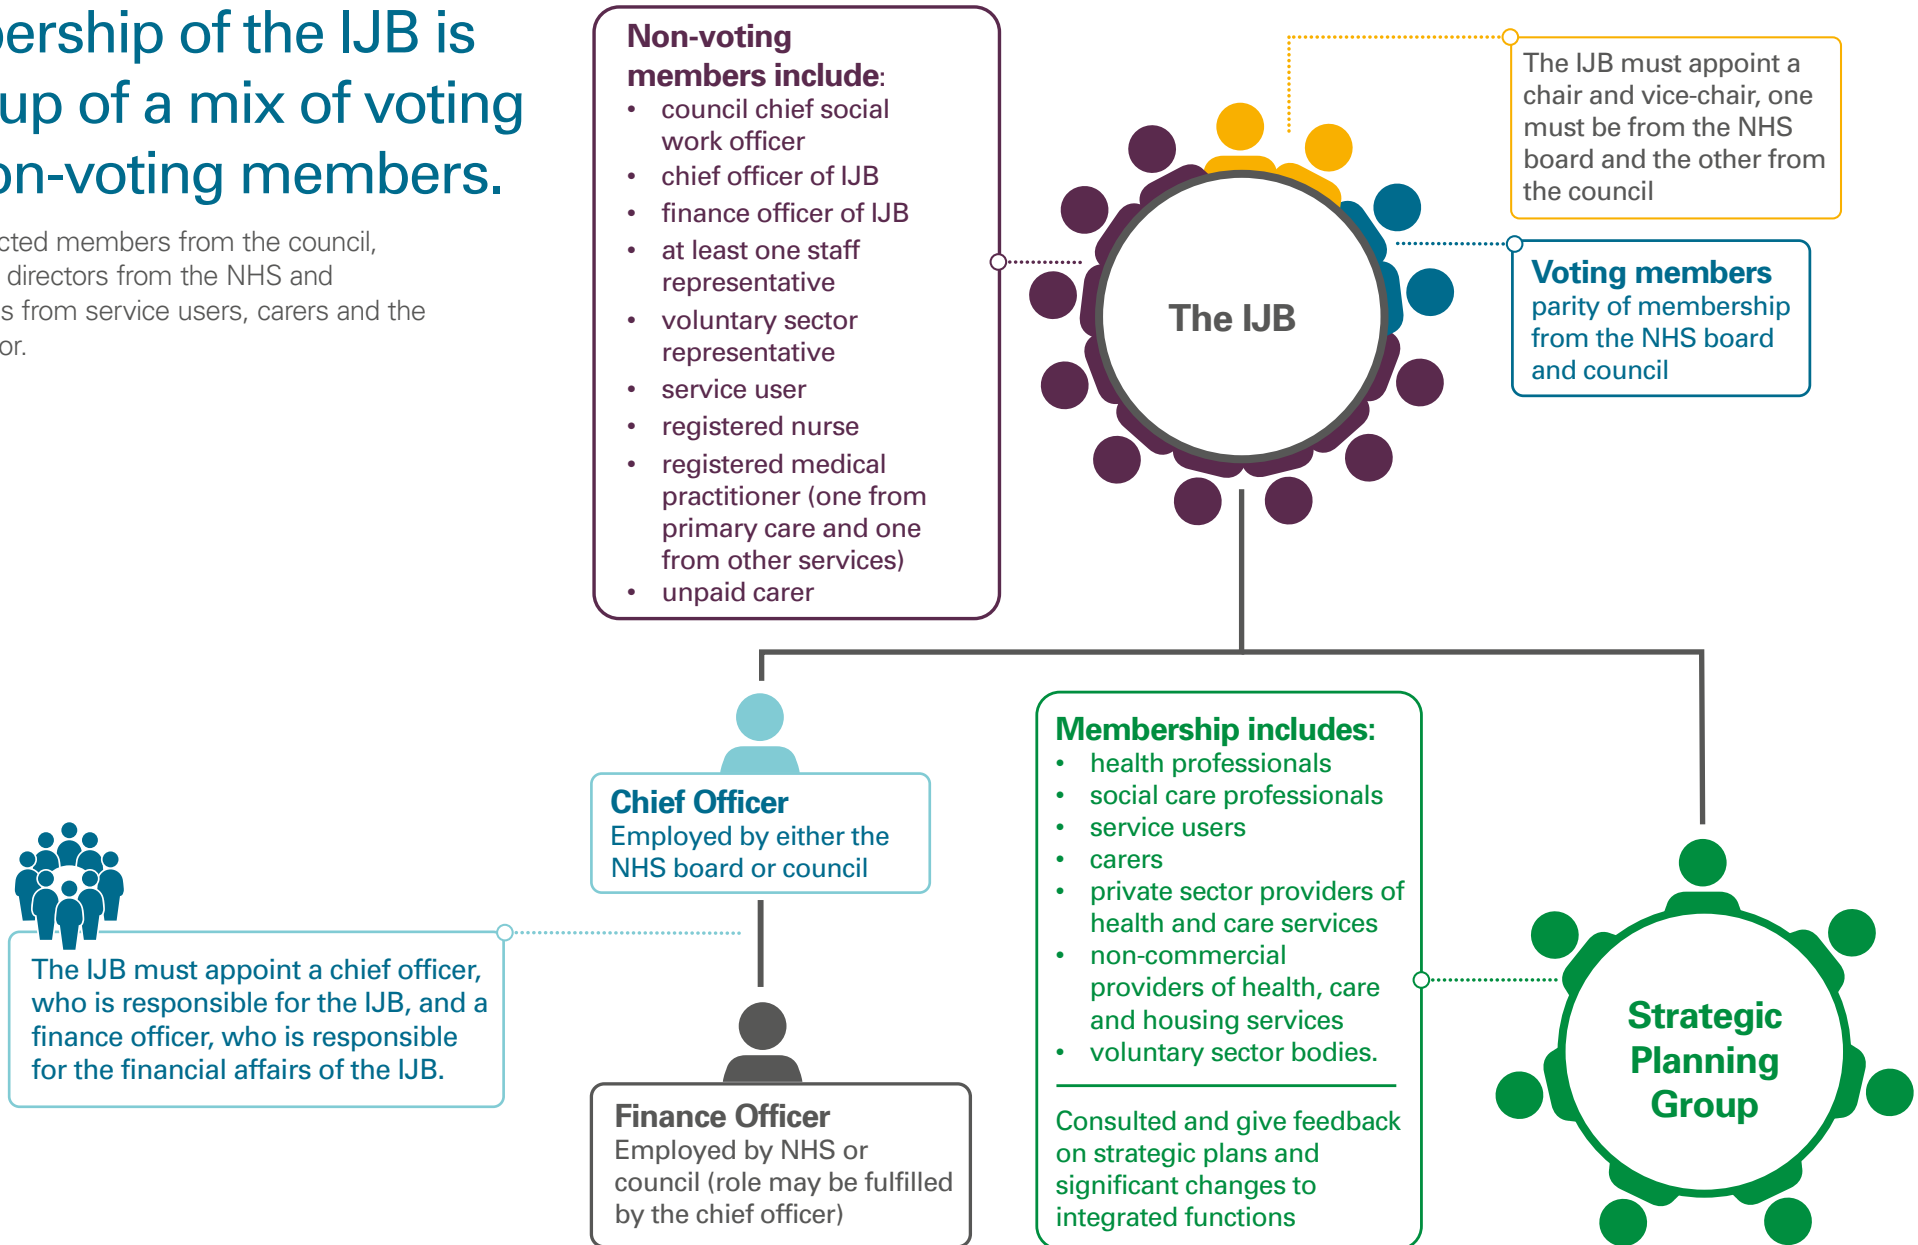 bership of the IJB is
up of a mix of voting
on-voting members.
cted members from the council,
directors from the NHS and
s from service users, carers and the
or.
Non-voting
members include:
• council chief social
work officer
• chief officer of IJB
• finance officer of IJB
• at least one staff
representative
• voluntary sector
representative
• service user
• registered nurse
• registered medical
practitioner (one from
primary care and one
from other services)
• unpaid carer
The IJB
The IJB must appoint a
chair and vice-chair, one
must be from the NHS
board and the other from
the council
Voting members
parity of membership
from the NHS board
and council
Chief Officer
Employed by either the
NHS board or council
The IJB must appoint a chief officer,
who is responsible for the IJB, and a
finance officer, who is responsible
for the financial affairs of the IJB.
Finance Officer
Employed by NHS or
council (role may be fulfilled
by the chief officer)
Membership includes:
• health professionals
• social care professionals
• service users
• carers
• private sector providers of
health and care services
• non-commercial
providers of health, care
and housing services
• voluntary sector bodies.
Consulted and give feedback
on strategic plans and
significant changes to
integrated functions
Strategic
Planning
Group